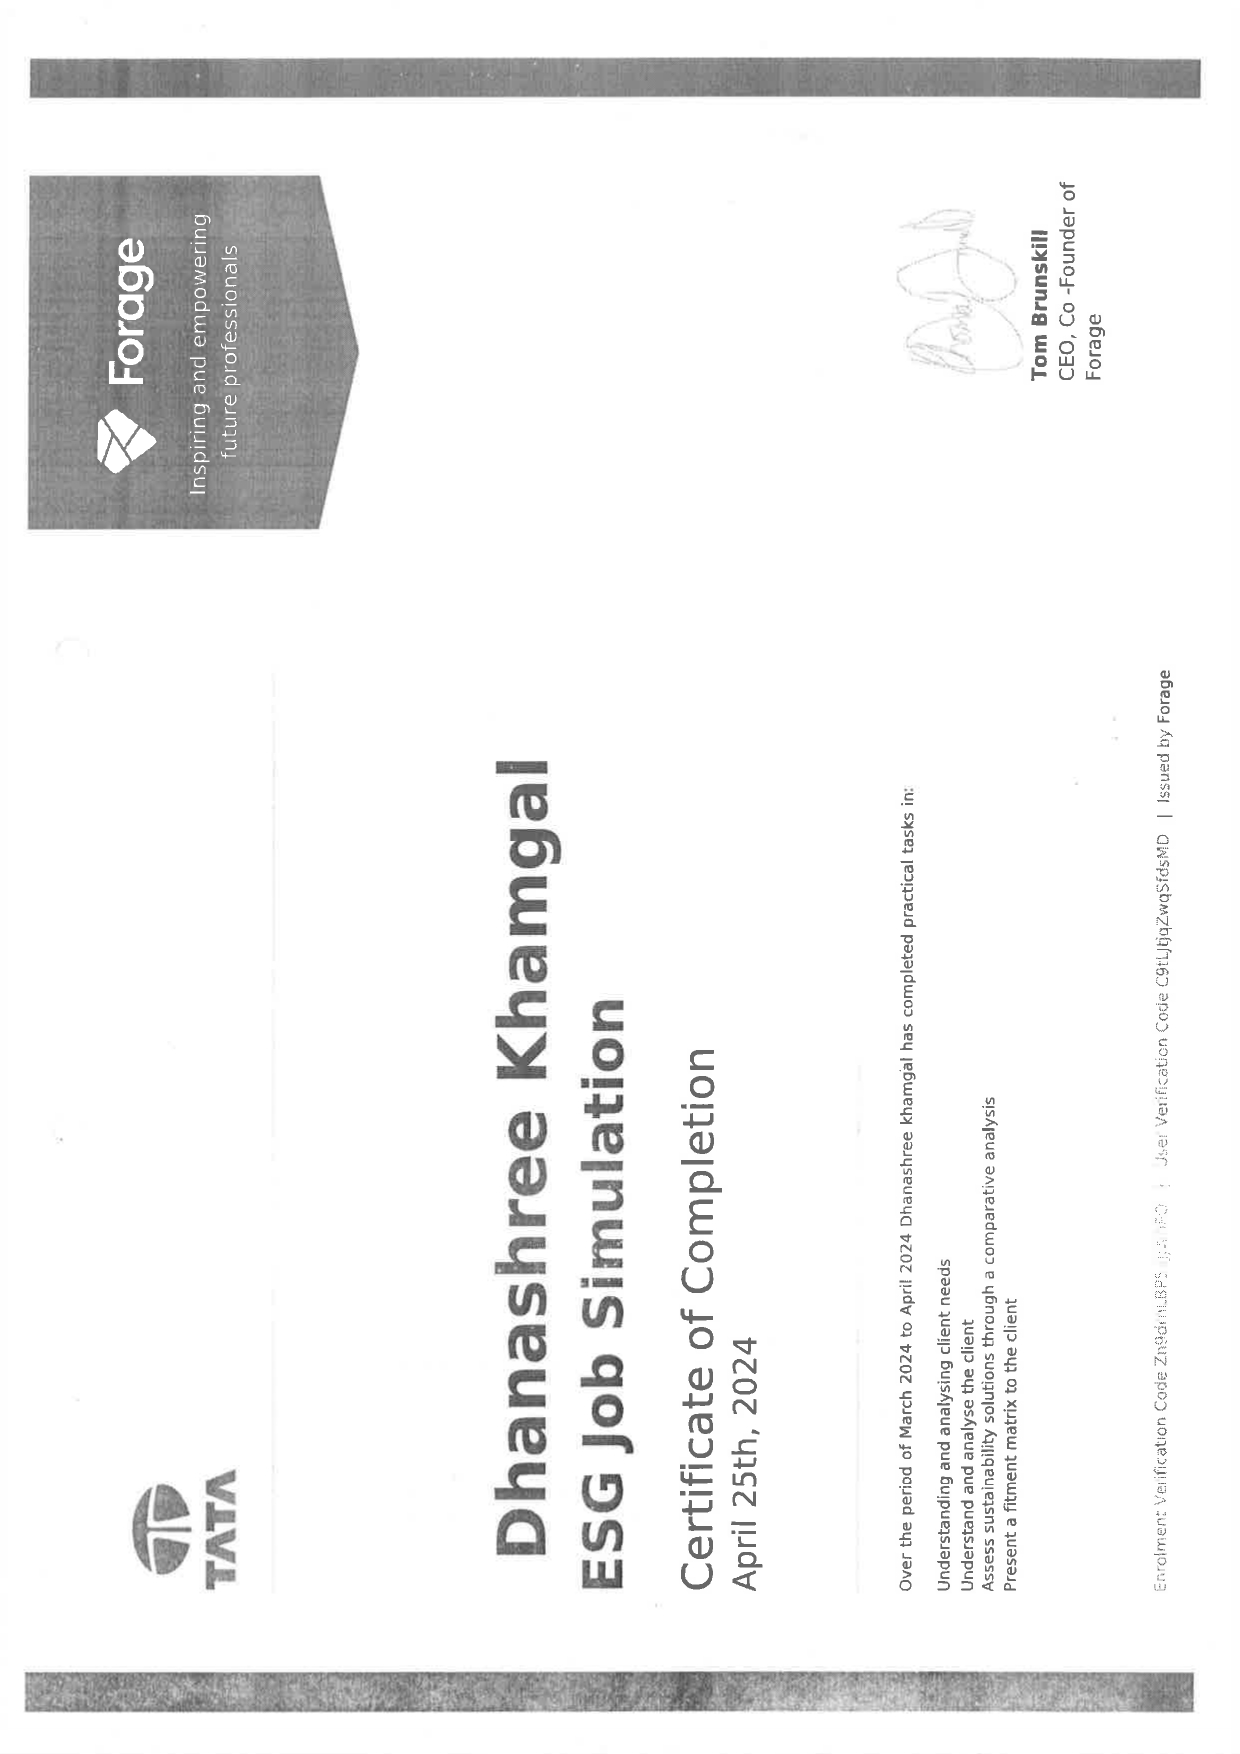 TATA
Forage
Inspiring and empowering
future professionals
Dhanashree Khamgal
ESG Job Simulation
Certificate of Completion
April 25th, 2024
Over the period of March 2024 to April 2024 Dhanashree khamgal has completed practical tasks in:
Understanding and analysing client needs
Understand and analyse the client
Assess sustainability solutions through a comparative analysis
Present a fitment matrix to the client
Tom Brunskill
CEO, Co -Founder of
Forage
Enrolment Verification Code | User Verification Code C9tLJtjqZwqSfdsMD | Issued by Forage